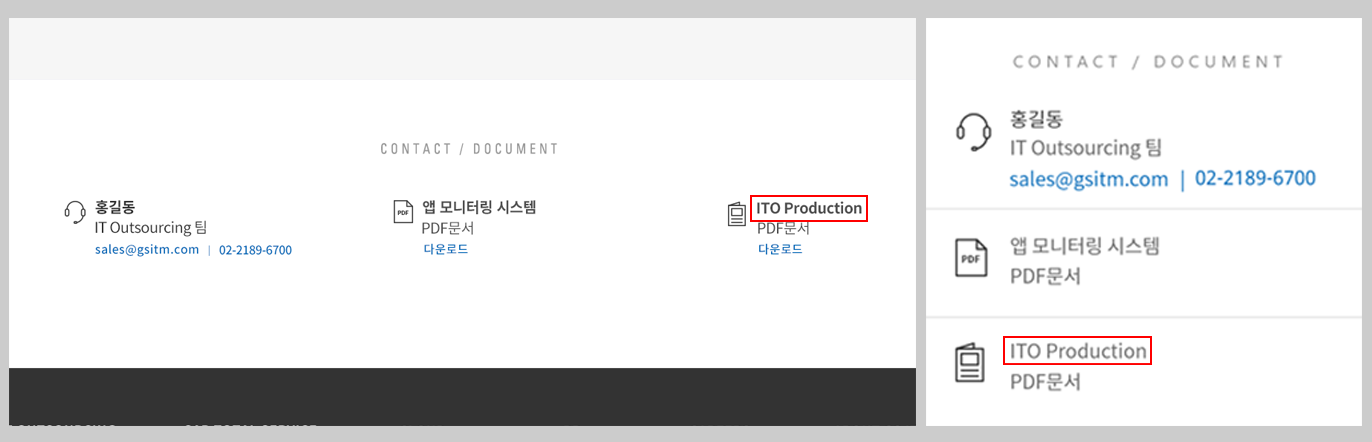 CONTACT / DOCUMENT
홍길동
IT Outsourcing 팀
sales@gsitm.com | 02-2189-6700
PDF
앱 모니터링 시스템
PDF문서
다운로드
ITO Production
PDF문서
다운로드
CONTACT / DOCUMENT
홍길동
IT Outsourcing 팀
sales@gsitm.com | 02-2189-6700
PDF
앱 모니터링 시스템
PDF문서
ITO Production
PDF문서